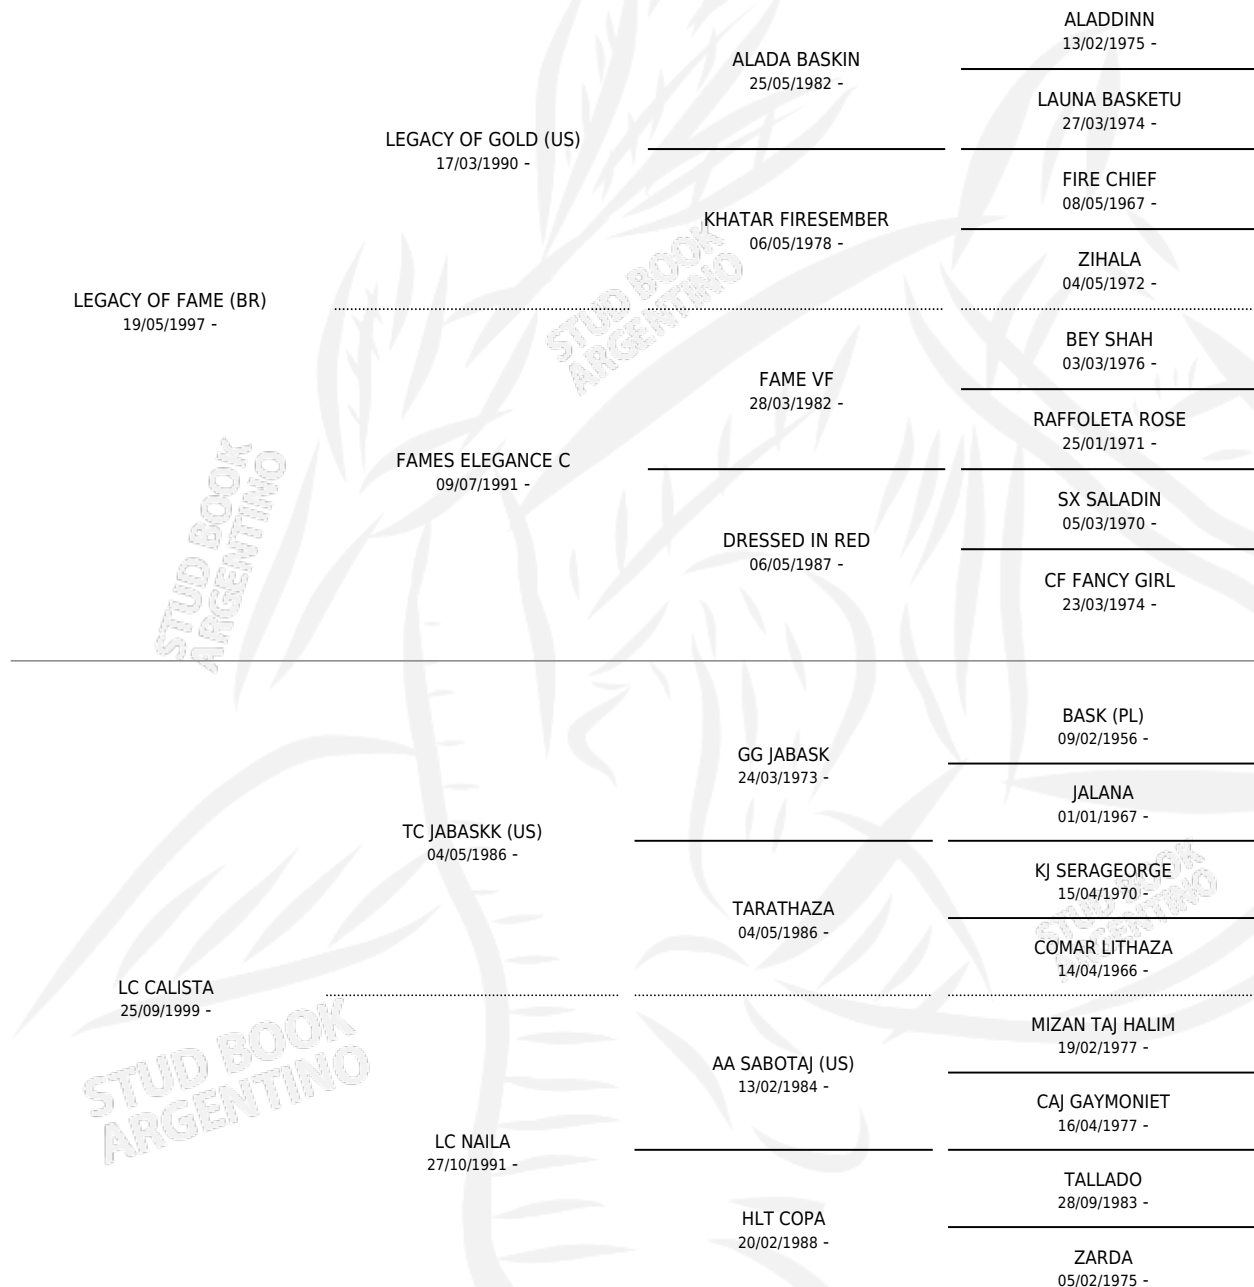 ALADDINN
13/02/1975 -
ALADA BASKIN
25/05/1982 -
LAUNA BASKETU
27/03/1974 -
LEGACY OF GOLD (US)
17/03/1990 -
FIRE CHIEF
08/05/1967 -
KHATAR FIRESEMBER
06/05/1978 -
ZIHALA
04/05/1972 -
LEGACY OF FAME (BR)
19/05/1997 -
BEY SHAH
03/03/1976 -
FAME VF
28/03/1982 -
RAFFOLETA ROSE
25/01/1971 -
FAMES ELEGANCE C
09/07/1991 -
SX SALADIN
05/03/1970 -
DRESSED IN RED
06/05/1987 -
CF FANCY GIRL
23/03/1974 -
BASK (PL)
09/02/1956 -
GG JABASK
24/03/1973 -
JALANA
01/01/1967 -
TC JABASKK (US)
04/05/1986 -
KJ SERAGEORGE
15/04/1970 -
TARATHAZA
04/05/1986 -
COMAR LITHAZA
14/04/1966 -
LC CALISTA
25/09/1999 -
MIZAN TAJ HALIM
19/02/1977 -
AA SABOTAJ (US)
13/02/1984 -
CAJ GAYMONIET
16/04/1977 -
LC NAILA
27/10/1991 -
TALLADO
28/09/1983 -
HLT COPA
20/02/1988 -
ZARDA
05/02/1975 -
STUD BOOK
ARGENTINO
STUD BOOK
ARGENTINO
STUD BOOK
ARGENTINO
STUD BOOK
ARGENTINO